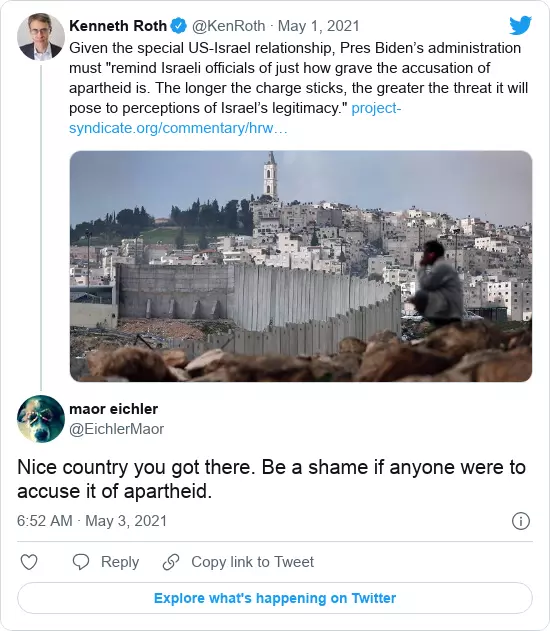 Kenneth Roth @KenRoth · May 1, 2021
Given the special US-Israel relationship, Pres Biden’s administration
must "remind Israeli officials of just how grave the accusation of
apartheid is. The longer the charge sticks, the greater the threat it will
pose to perceptions of Israel’s legitimacy." project-
syndicate.org/commentary/hrw…
maor eichler
@EichlerMaor
Nice country you got there. Be a shame if anyone were to
accuse it of apartheid.
6:52 AM · May 3, 2021
Reply Copy link to Tweet
Explore what's happening on Twitter